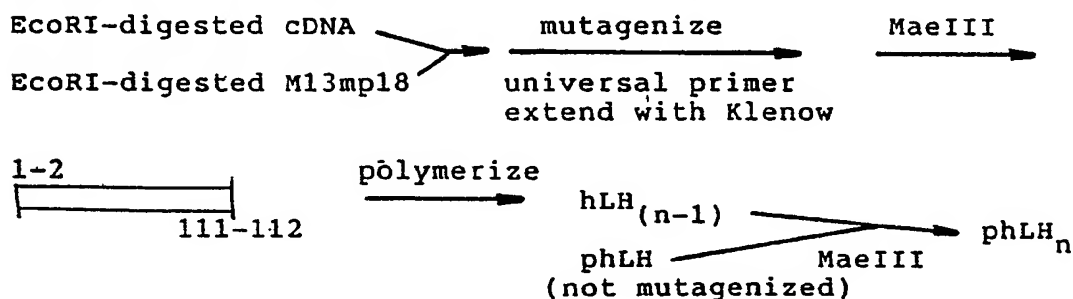 EcoRI-digested cDNA
mutagenize
MaeIII
EcoRI-digested M13mp18
universal primer
extend with Klenow
1-2
polymerize
111-112
hLH(n-1)
phLHn
phLH
MaeIII
(not mutagenized)